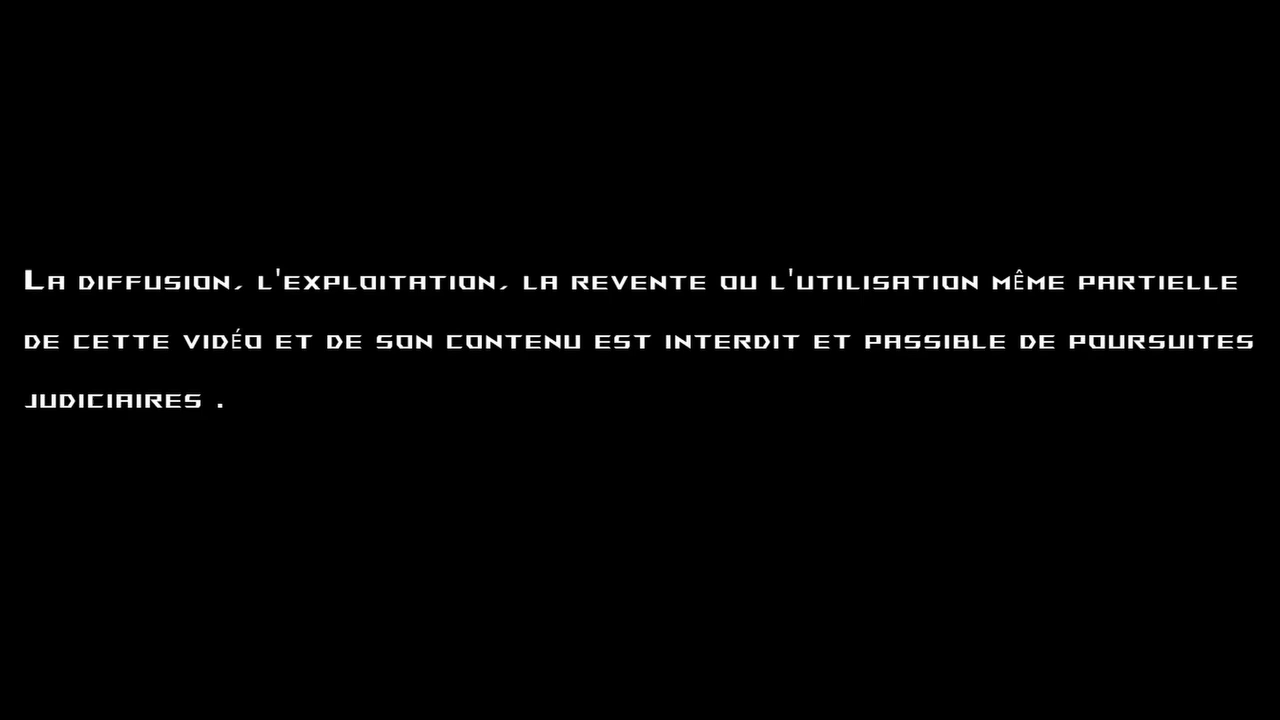 La diffusion, l'exploitation, la revente ou l'utilisation même partielle
de cette vidéo et de son contenu est interdit et passible de poursuites
judiciaires .